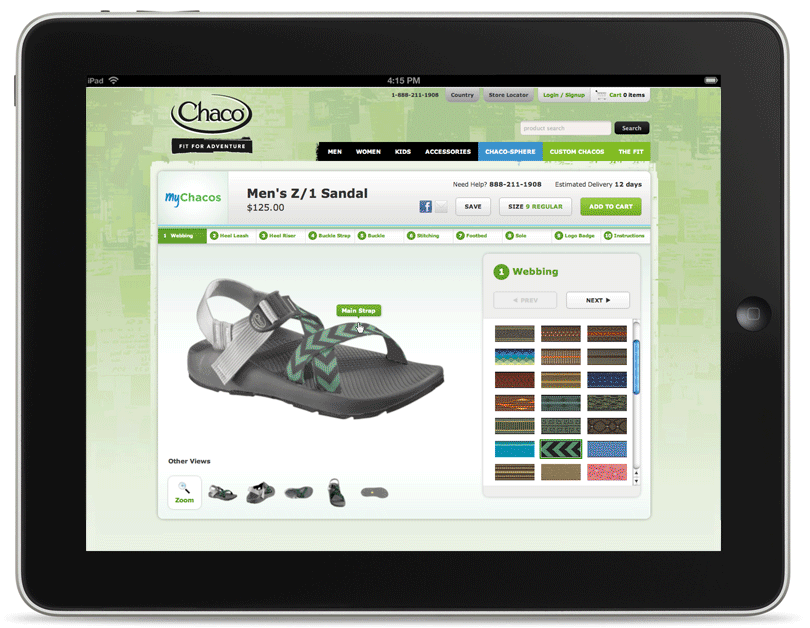 iPad 4:15 PM
1-888-211-1908 Country Store Locator Login / Signup Cart 0 items
Chaco
FIT FOR ADVENTURE
product search Search
MEN WOMEN KIDS ACCESSORIES CHACO-SPHERE CUSTOM CHACOS THE FIT
myChacos
Men's Z/1 Sandal
$125.00
Need Help? 888-211-1908 Estimated Delivery 12 days
f SAVE SIZE 9 REGULAR ADD TO CART
1 Webbing 2 Heel Leash 3 Heel Riser 4 Buckle Strap 5 Buckle 6 Stitching 7 Footbed 8 Sole 9 Logo Badge 10 Instructions
1 Webbing
◄ PREV NEXT ►
Main Strap
Other Views
Zoom